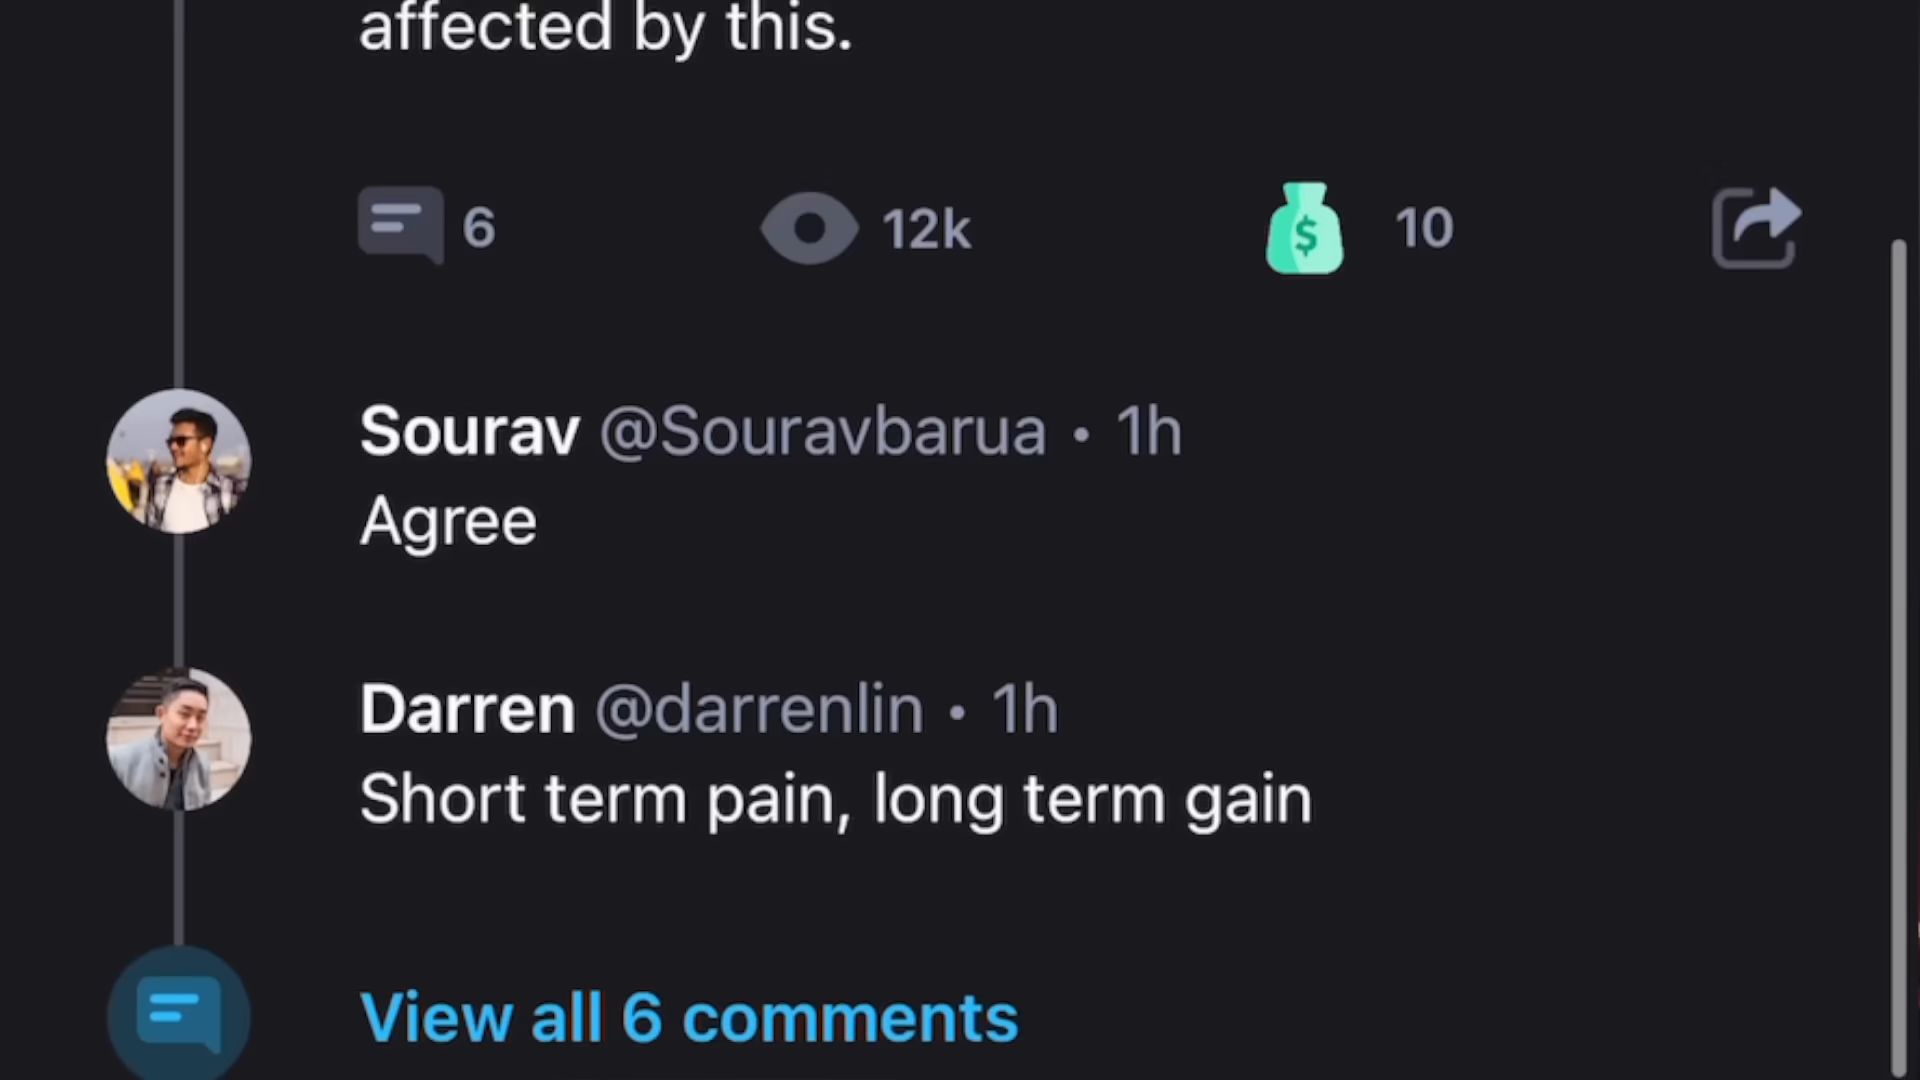 affected by this.
6 12k $ 10
Sourav @Souravbarua • 1h
Agree
Darren @darrenlin • 1h
Short term pain, long term gain
View all 6 comments